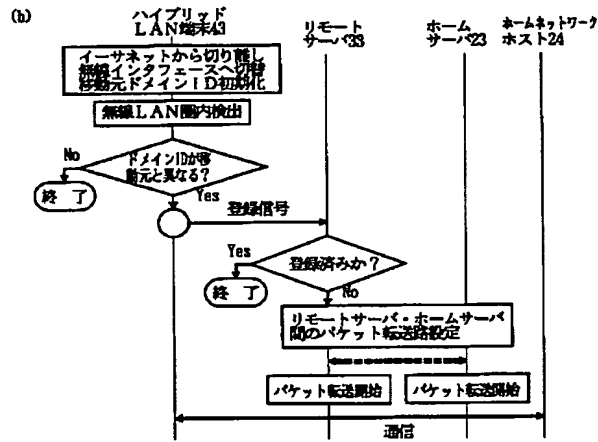 (b)
ハイブリッド
LAN端末43
リモート
サーバ33
ホーム
サーバ23
ホームネットワーク
ホスト24
イーサネットから切り離し
無線インタフェースへ切替
移動元ドメインID初期化
無線LAN圏内検出
No
ドメインIDが移
動元と異なる？
終 了
Yes
登録信号
Yes
登録済みか？
終 了
No
リモートサーバ・ホームサーバ
間のパケット転送路設定
パケット転送開始
パケット転送開始
通信